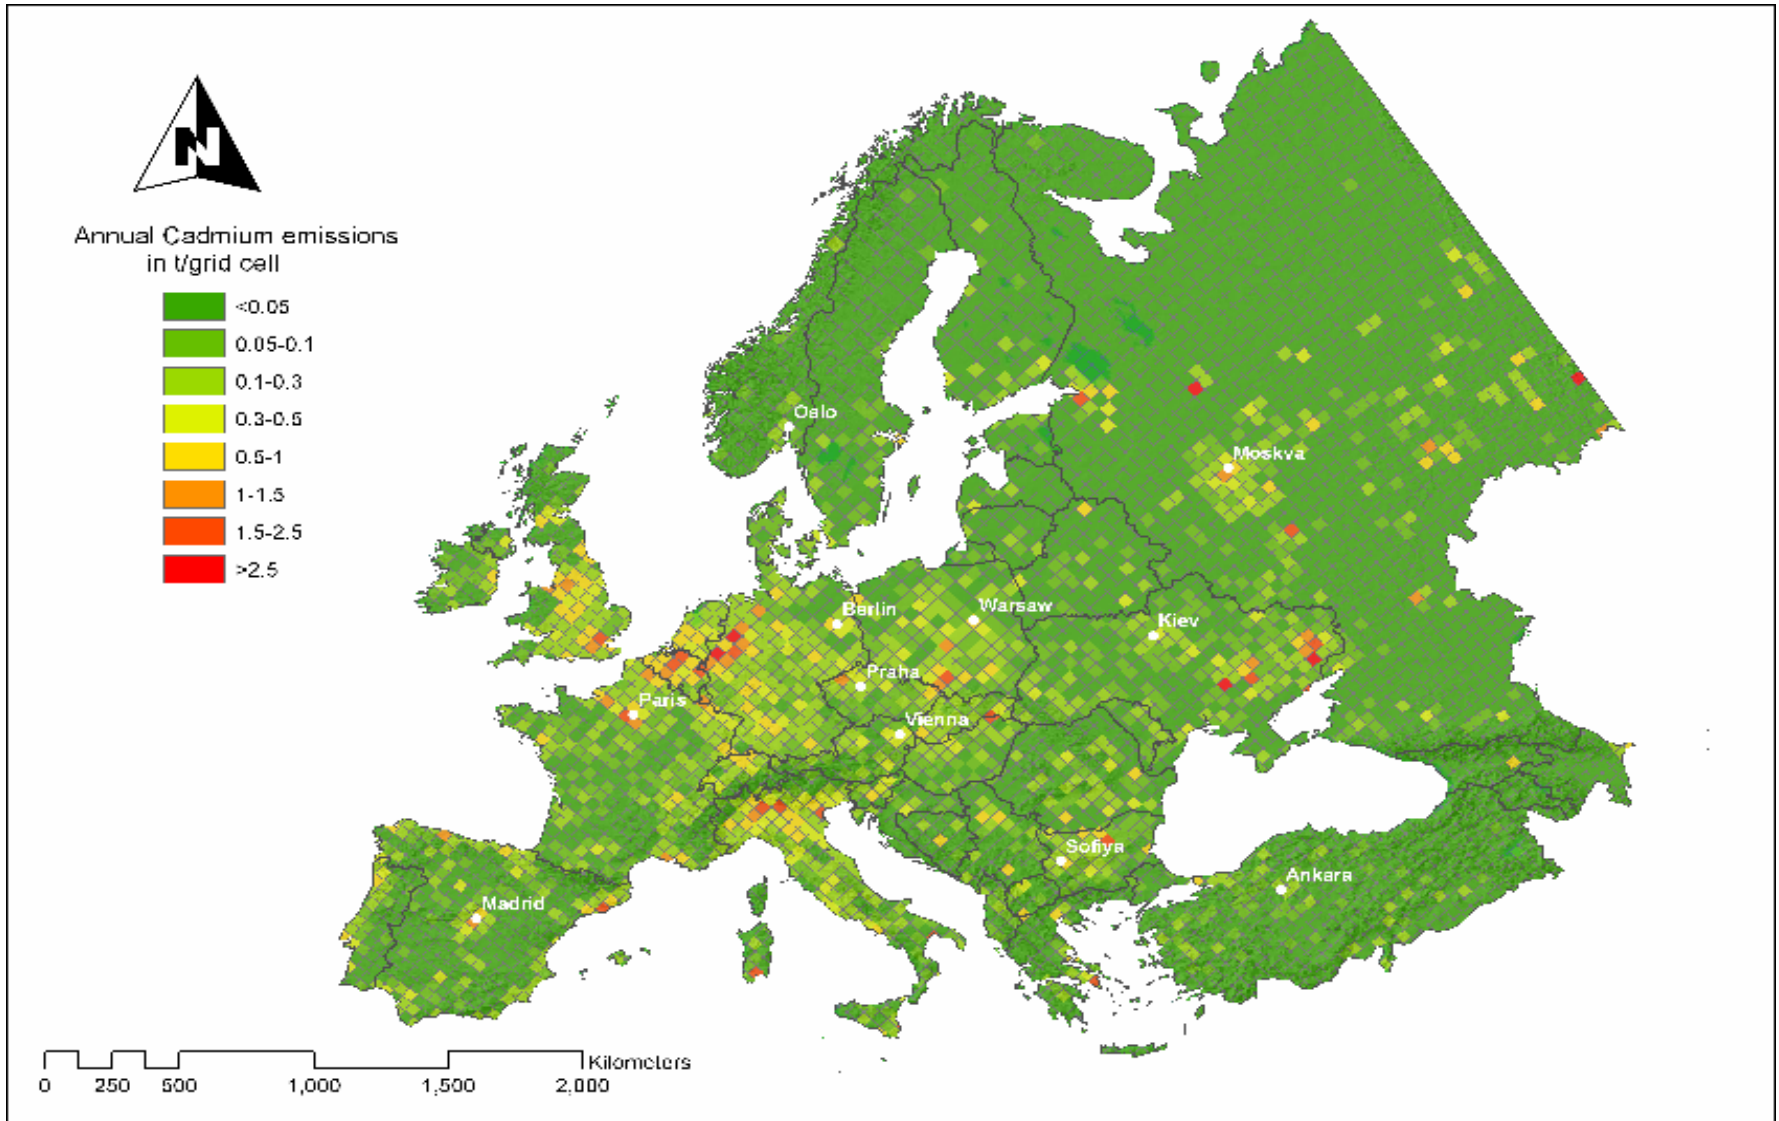 N
Annual Cadmium emissions
in t/grid cell
<0.05
0.05-0.1
0.1-0.3
0.3-0.5
0.5-1
1-1.5
1.5-2.5
>2.5
Oslo
Moskva
Berlin
Warsaw
Kiev
Praha
Paris
Vienna
Sofiya
Ankara
Madrid
Kilometers
0 250 500 1,000 1,500 2,000